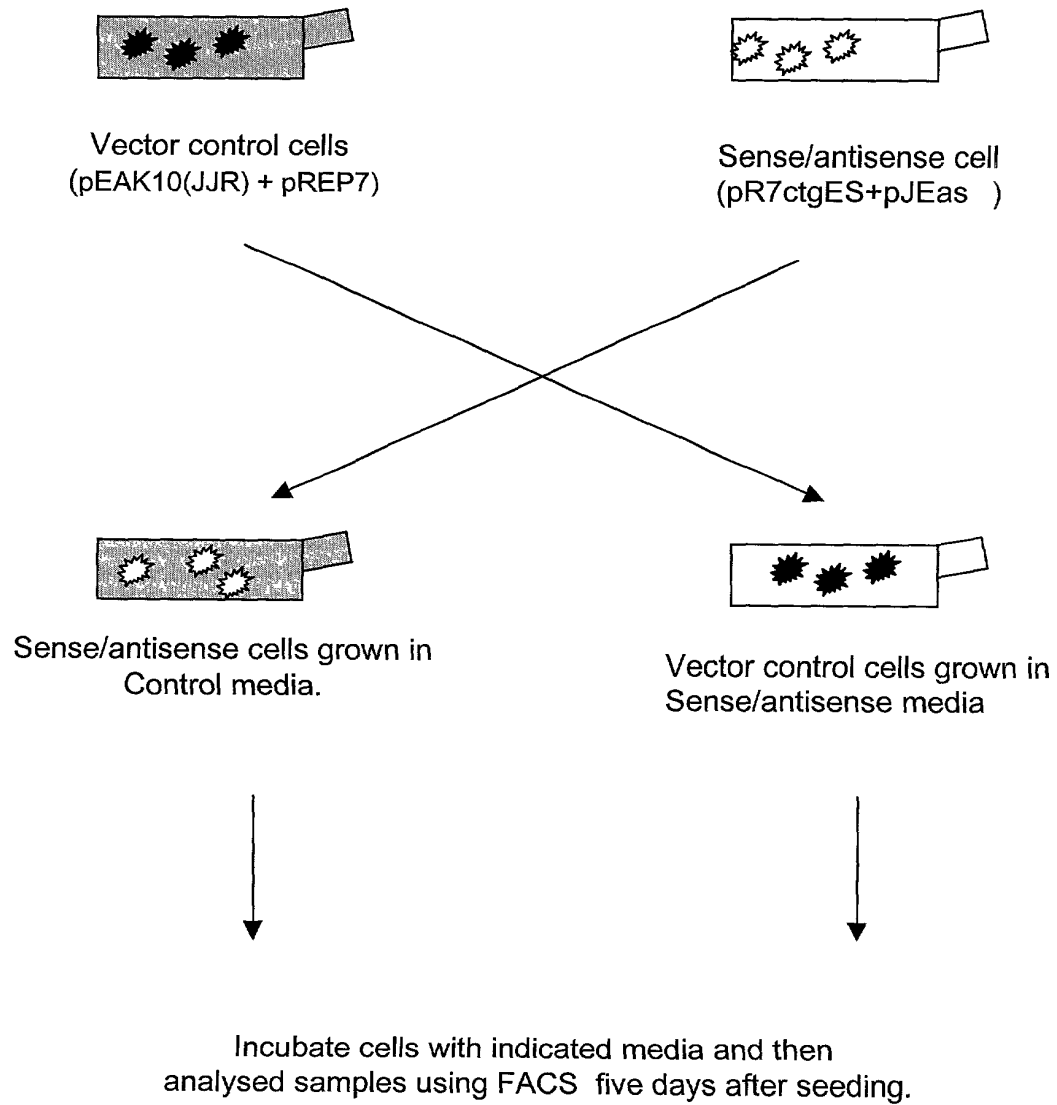 Vector control cells
(pEAK10(JJR) + pREP7)
Sense/antisense cell
(pR7ctgES+pJEas )
Sense/antisense cells grown in
Control media.
Vector control cells grown in
Sense/antisense media
Incubate cells with indicated media and then
analysed samples using FACS five days after seeding.